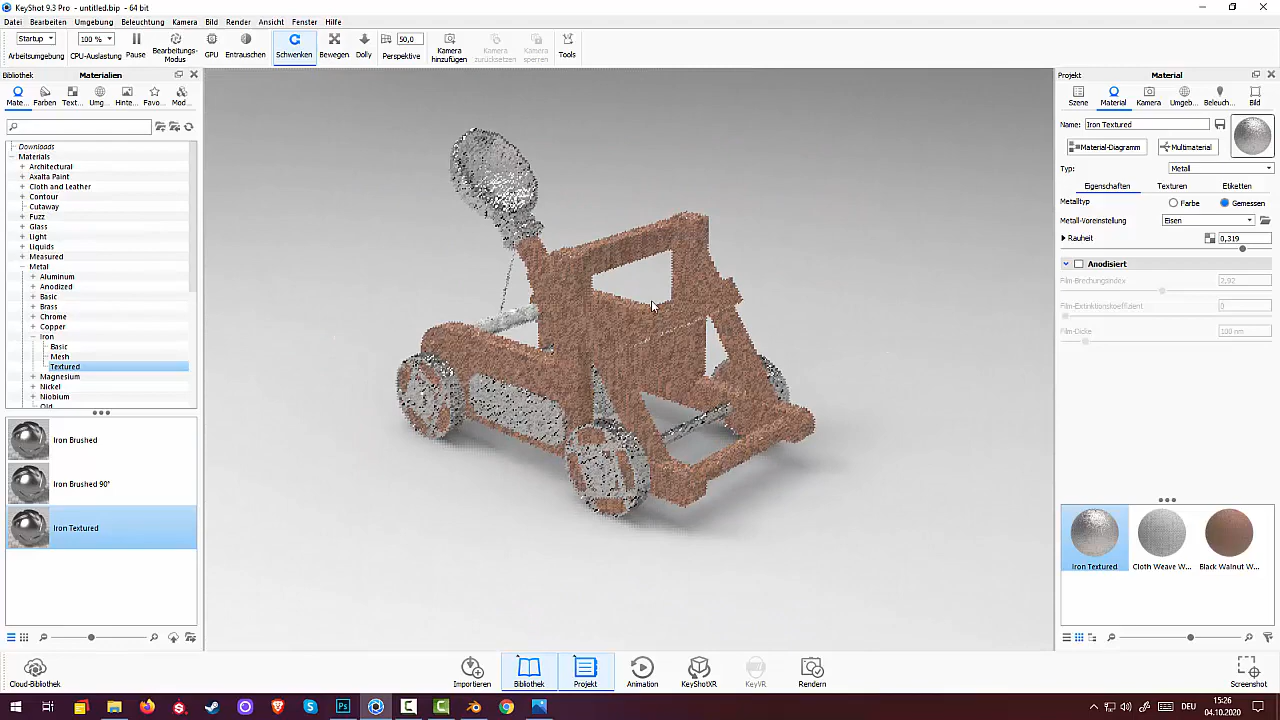 KeyShot 9.3 Pro - untitled.bip - 64 bit
Datei Bearbeiten Umgebung Beleuchtung Kamera Bild Render Ansicht Fenster Hilfe
Startup 100 % 50,0
Arbeitsumgebung CPU-Auslastung Pause Bearbeitungs-Modus GPU Entrauschen Schwenken Bewegen Dolly Perspektive Kamera hinzufügen Kamera zurücksetzen Kamera sperren Tools
Bibliothek Materialien
Mate... Farben Text... Umg... Hinte... Favo... Mod...
Downloads
Materials
Architectural
Axalta Paint
Cloth and Leather
Contour
Cutaway
Fuzz
Glass
Light
Liquids
Measured
Metal
Aluminum
Anodized
Basic
Brass
Chrome
Copper
Iron
Basic
Mesh
Textured
Magnesium
Nickel
Niobium
Iron Brushed
Iron Brushed 90°
Iron Textured
Projekt Material
Szene Material Kamera Umgeb... Beleuch... Bild
Name: Iron Textured
Material-Diagramm Multimaterial
Typ: Metall
Eigenschaften Texturen Etiketten
Metalltyp Farbe Gemessen
Metall-Voreinstellung Eisen
Rauheit 0,319
Anodisiert
Film-Brechungsindex 2,92
Film-Extinktionskoeffizient 0
Film-Dicke 100 nm
Iron Textured Cloth Weave W... Black Walnut W...
Cloud-Bibliothek Importieren Bibliothek Projekt Animation KeyShotXR KeyVR Rendern Screenshot
DEU
15:26
04.10.2020